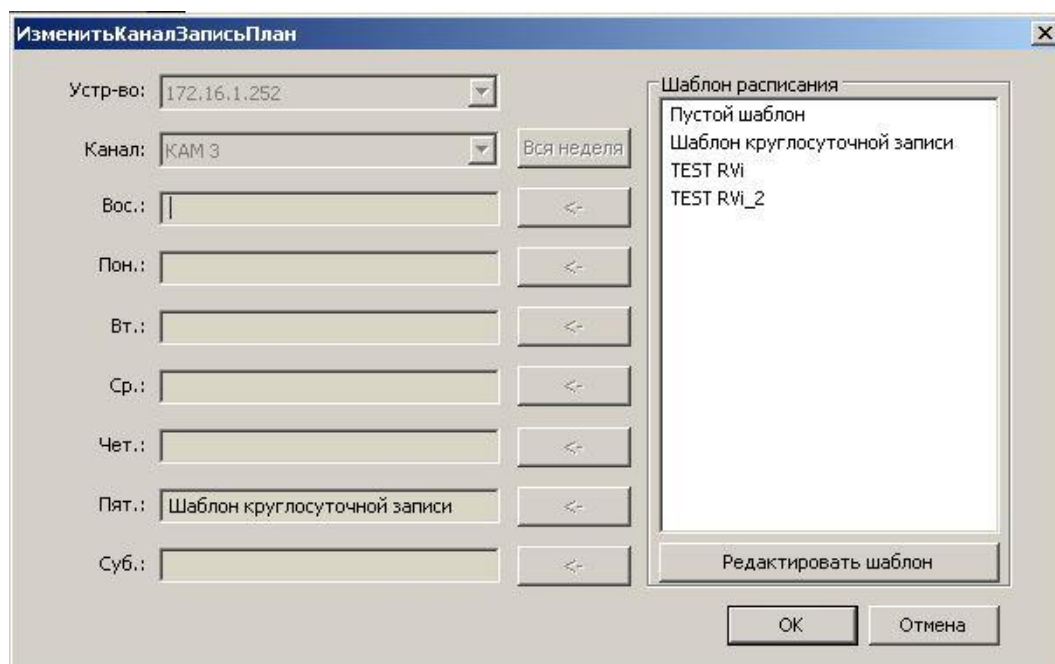 ИзменитьКаналЗаписьПлан
Устр-во: 172.16.1.252
Канал: КАМ 3 Вся неделя
Вос.: <-
Пон.: <-
Вт.: <-
Ср.: <-
Чет.: <-
Пят.: Шаблон круглосуточной записи <-
Суб.: <-
Шаблон расписания
Пустой шаблон
Шаблон круглосуточной записи
TEST RVi
TEST RVi_2
Редактировать шаблон
OK Отмена